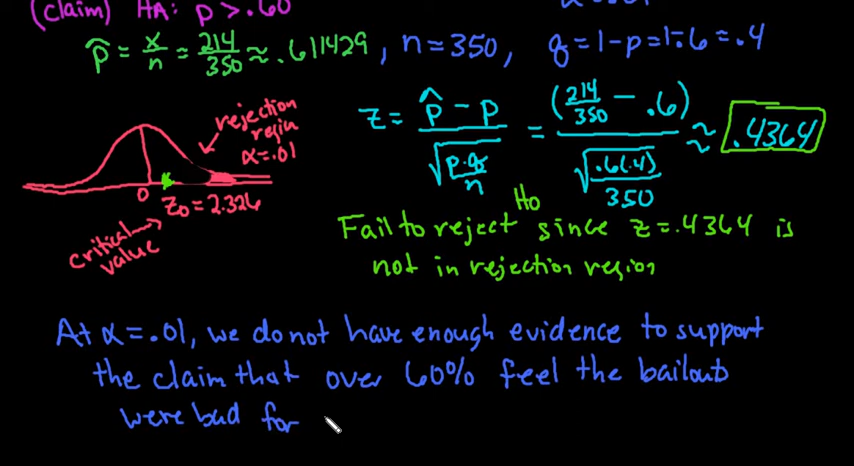 (claim) HA: p > .60
p̂ = x/n = 214/350 ≈ .611429, n = 350, q = 1-p = 1-.6 = .4
rejection
regin
α=.01
0
Z0 = 2.326
critical
value
z = (p̂ - p)/√(p·q/n) = (214/350 - .6)/√(.6(.4)/350) ≈ .4364
Fail to reject Ho since z=.4364 is
not in rejection region
At α=.01, we do not have enough evidence to support
the claim that over 60% feel the bailouts
were bad for